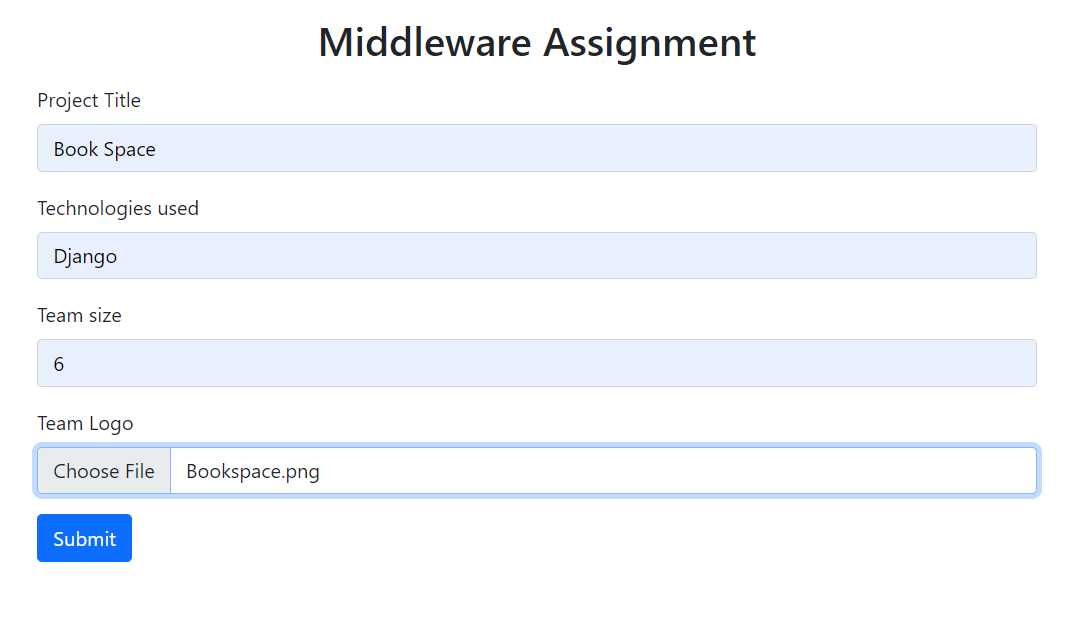 Middleware Assignment
Project Title
Book Space
Technologies used
Django
Team size
6
Team Logo
Choose File Bookspace.png
Submit